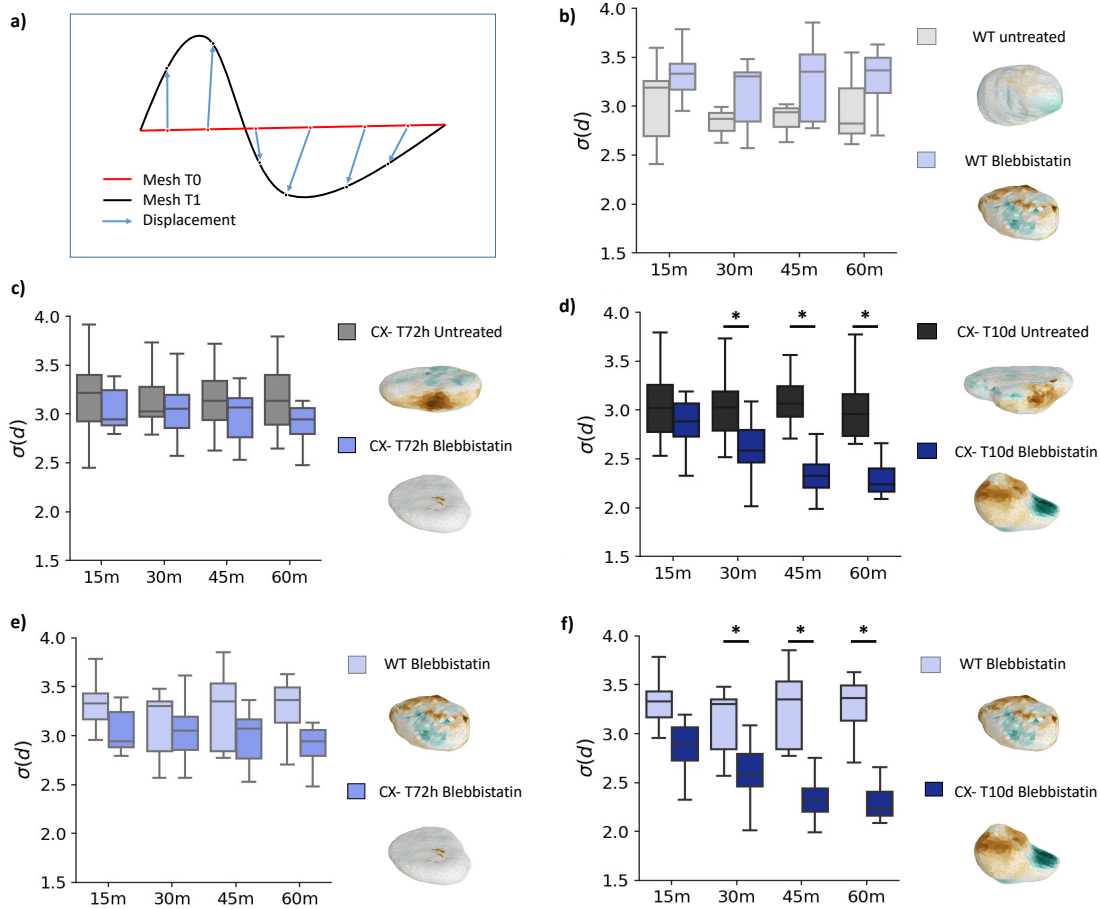 a)
Mesh T0
Mesh T1
Displacement
b)
σ(d)
3.5
3.0
2.5
2.0
1.5
15m 30m 45m 60m
WT untreated
WT Blebbistatin
c)
σ(d)
4.0
3.5
3.0
2.5
2.0
1.5
15m 30m 45m 60m
CX- T72h Untreated
CX- T72h Blebbistatin
d)
σ(d)
4.0
3.5
3.0
2.5
2.0
1.5
* * *
15m 30m 45m 60m
CX- T10d Untreated
CX- T10d Blebbistatin
e)
σ(d)
4.0
3.5
3.0
2.5
2.0
1.5
15m 30m 45m 60m
WT Blebbistatin
CX- T72h Blebbistatin
f)
σ(d)
4.0
3.5
3.0
2.5
2.0
1.5
* * *
15m 30m 45m 60m
WT Blebbistatin
CX- T10d Blebbistatin